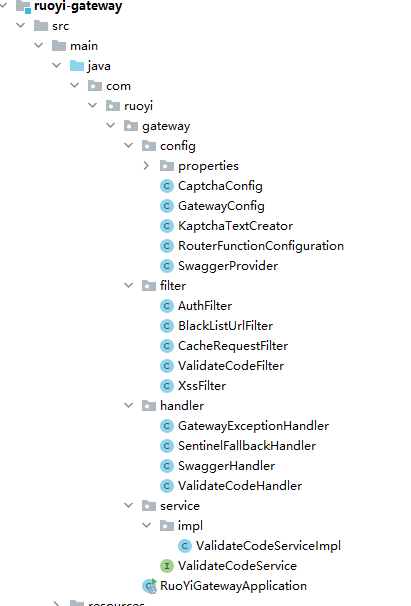 ruoyi-gateway
src
main
java
com
ruoyi
gateway
config
properties
CaptchaConfig
GatewayConfig
KaptchaTextCreator
RouterFunctionConfiguration
SwaggerProvider
filter
AuthFilter
BlackListUrlFilter
CacheRequestFilter
ValidateCodeFilter
XssFilter
handler
GatewayExceptionHandler
SentinelFallbackHandler
SwaggerHandler
ValidateCodeHandler
service
impl
ValidateCodeServiceImpl
ValidateCodeService
RuoYiGatewayApplication
resources